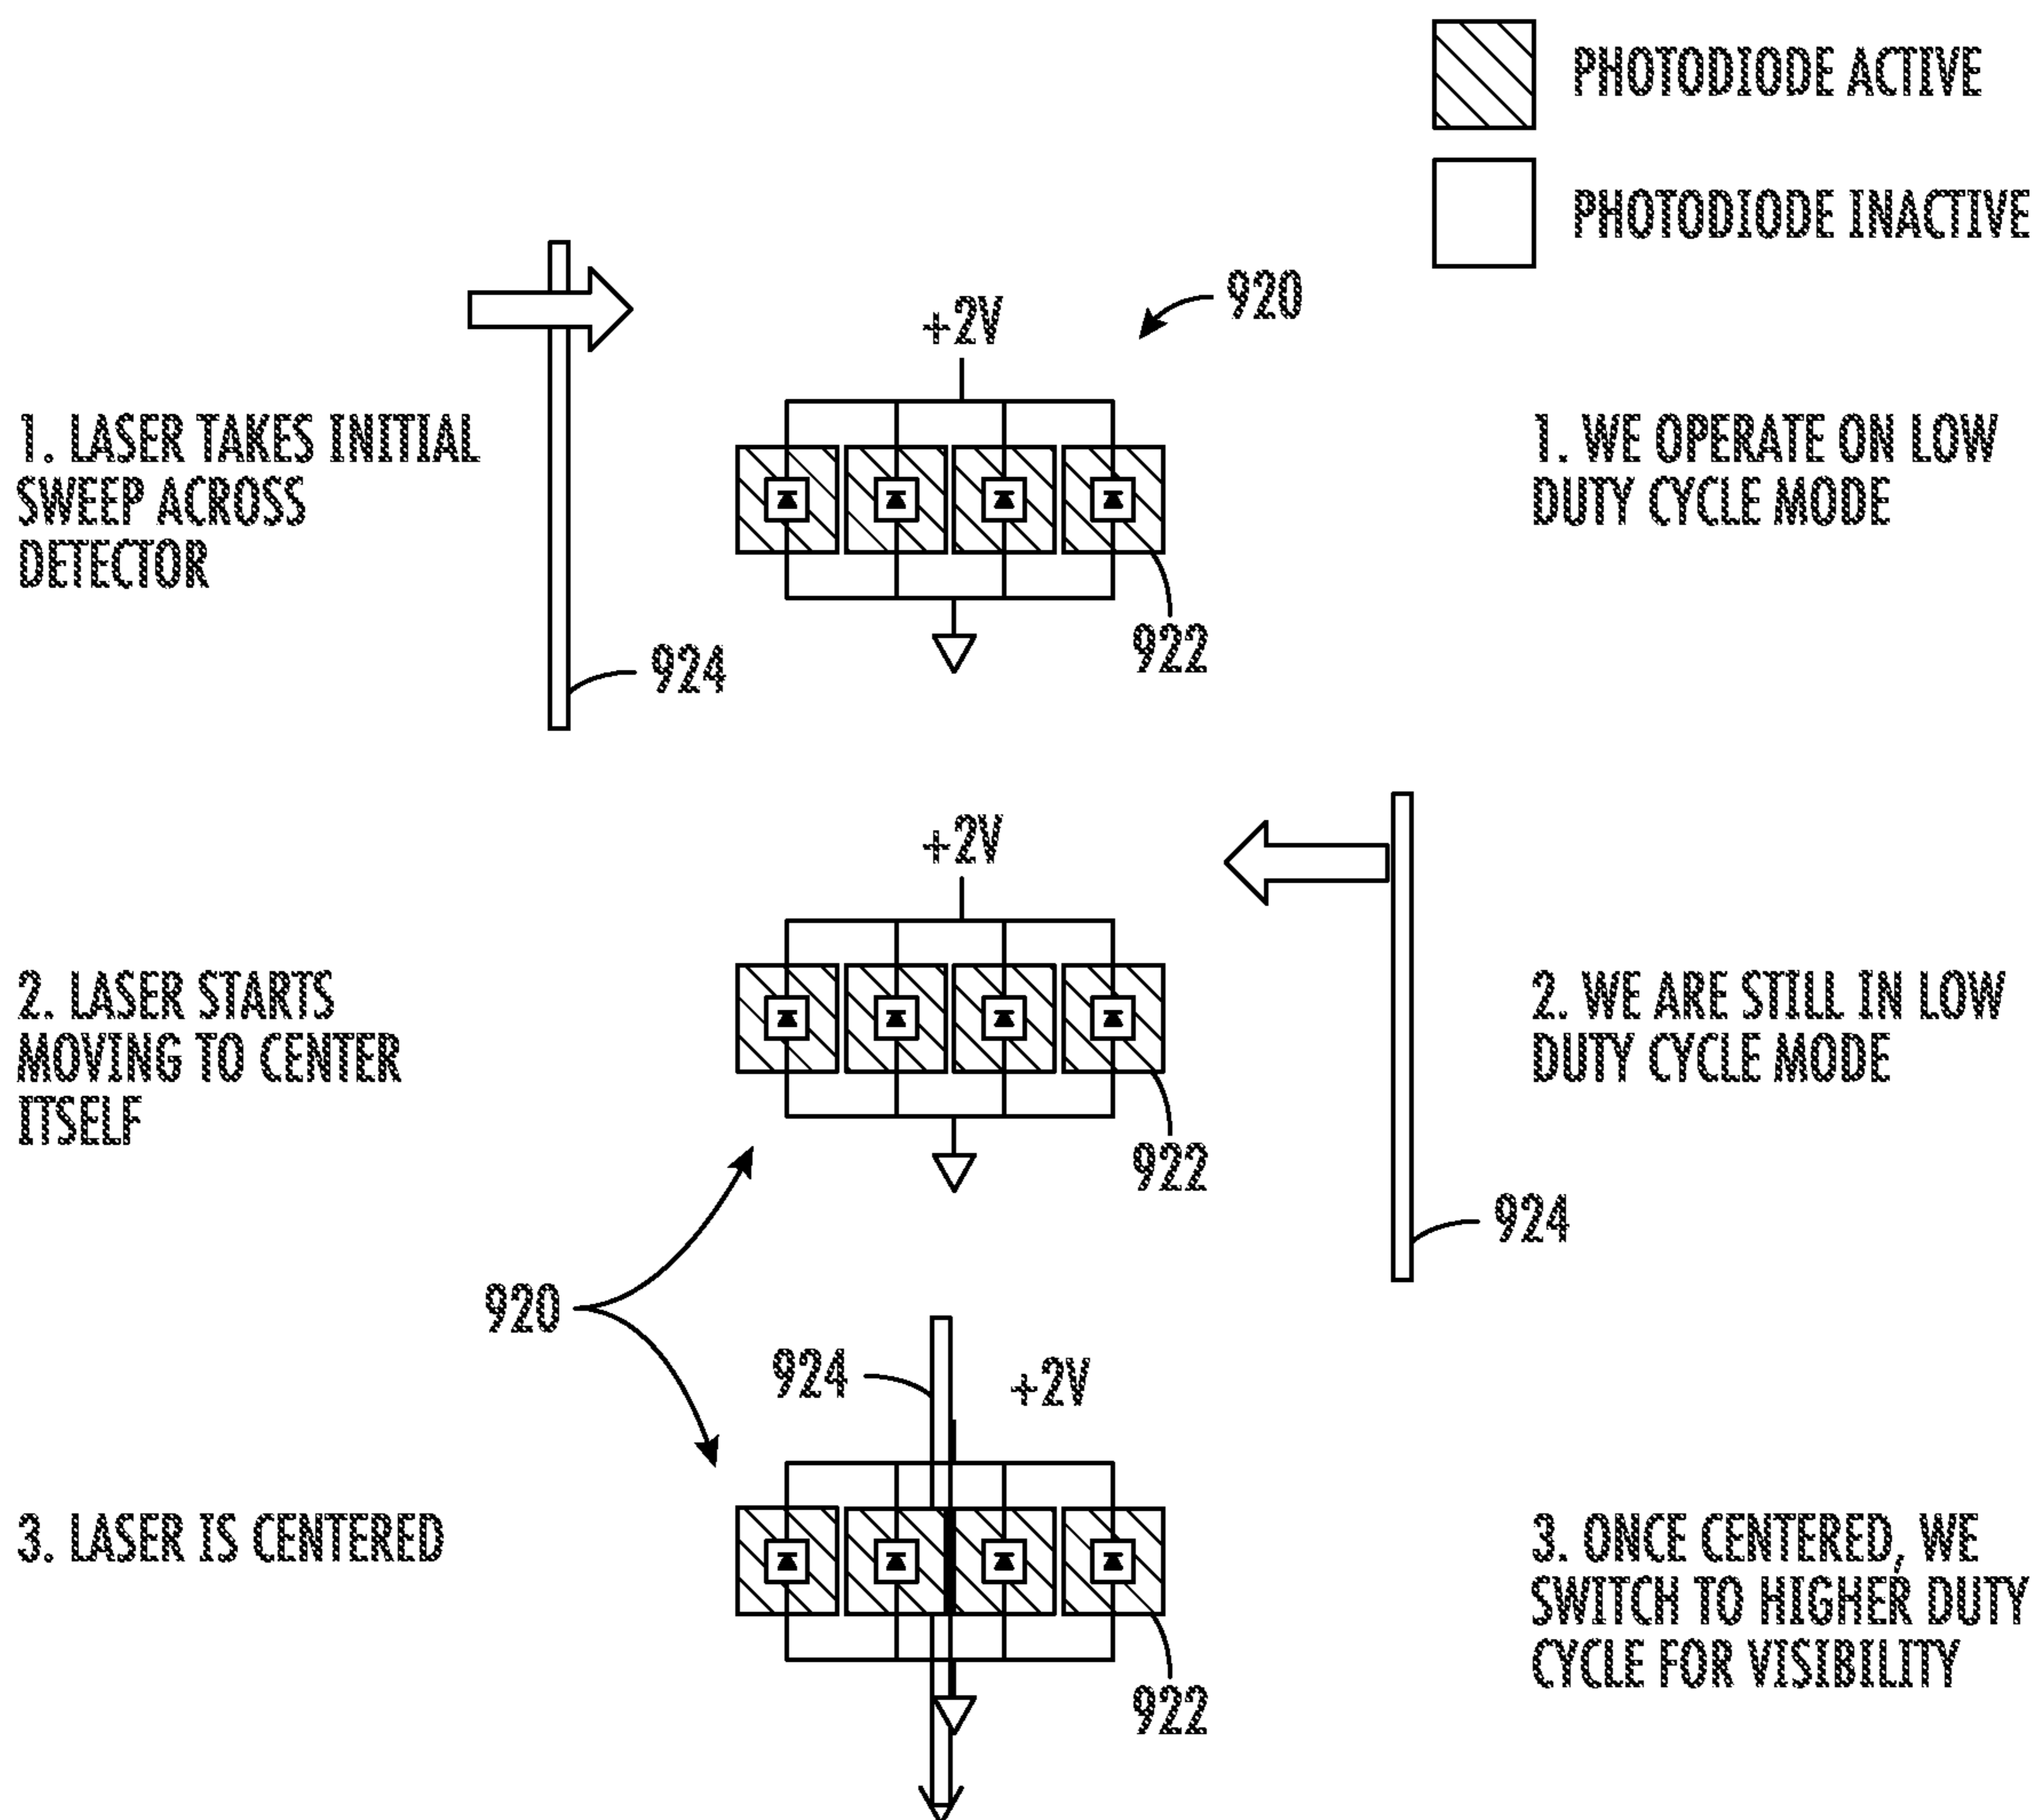 PHOTODIODE ACTIVE
PHOTODIODE INACTIVE
920
+2V
1. LASER TAKES INITIAL
SWEEP ACROSS
DETECTOR
1. WE OPERATE ON LOW
DUTY CYCLE MODE
924
922
+2V
2. LASER STARTS
MOVING TO CENTER
ITSELF
2. WE ARE STILL IN LOW
DUTY CYCLE MODE
922
924
920
924
+2V
3. LASER IS CENTERED
3. ONCE CENTERED, WE
SWITCH TO HIGHER DUTY
CYCLE FOR VISIBILITY
922